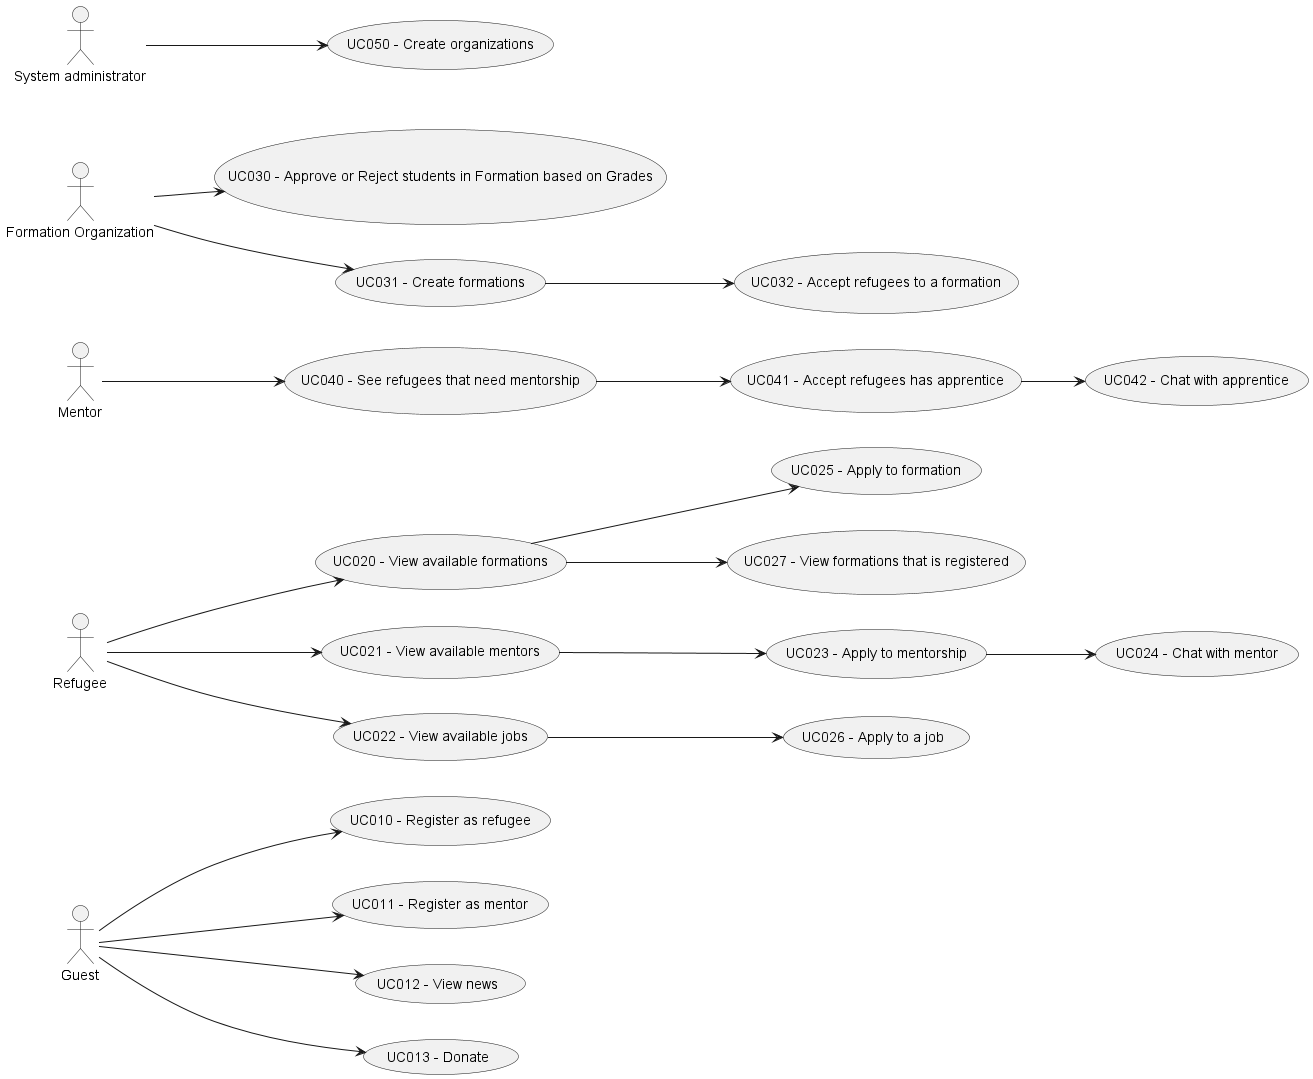 System administrator
UC050 - Create organizations
Formation Organization
UC030 - Approve or Reject students in Formation based on Grades
UC031 - Create formations
UC032 - Accept refugees to a formation
Mentor
UC040 - See refugees that need mentorship
UC041 - Accept refugees has apprentice
UC042 - Chat with apprentice
Refugee
UC020 - View available formations
UC025 - Apply to formation
UC027 - View formations that is registered
UC021 - View available mentors
UC023 - Apply to mentorship
UC024 - Chat with mentor
UC022 - View available jobs
UC026 - Apply to a job
Guest
UC010 - Register as refugee
UC011 - Register as mentor
UC012 - View news
UC013 - Donate